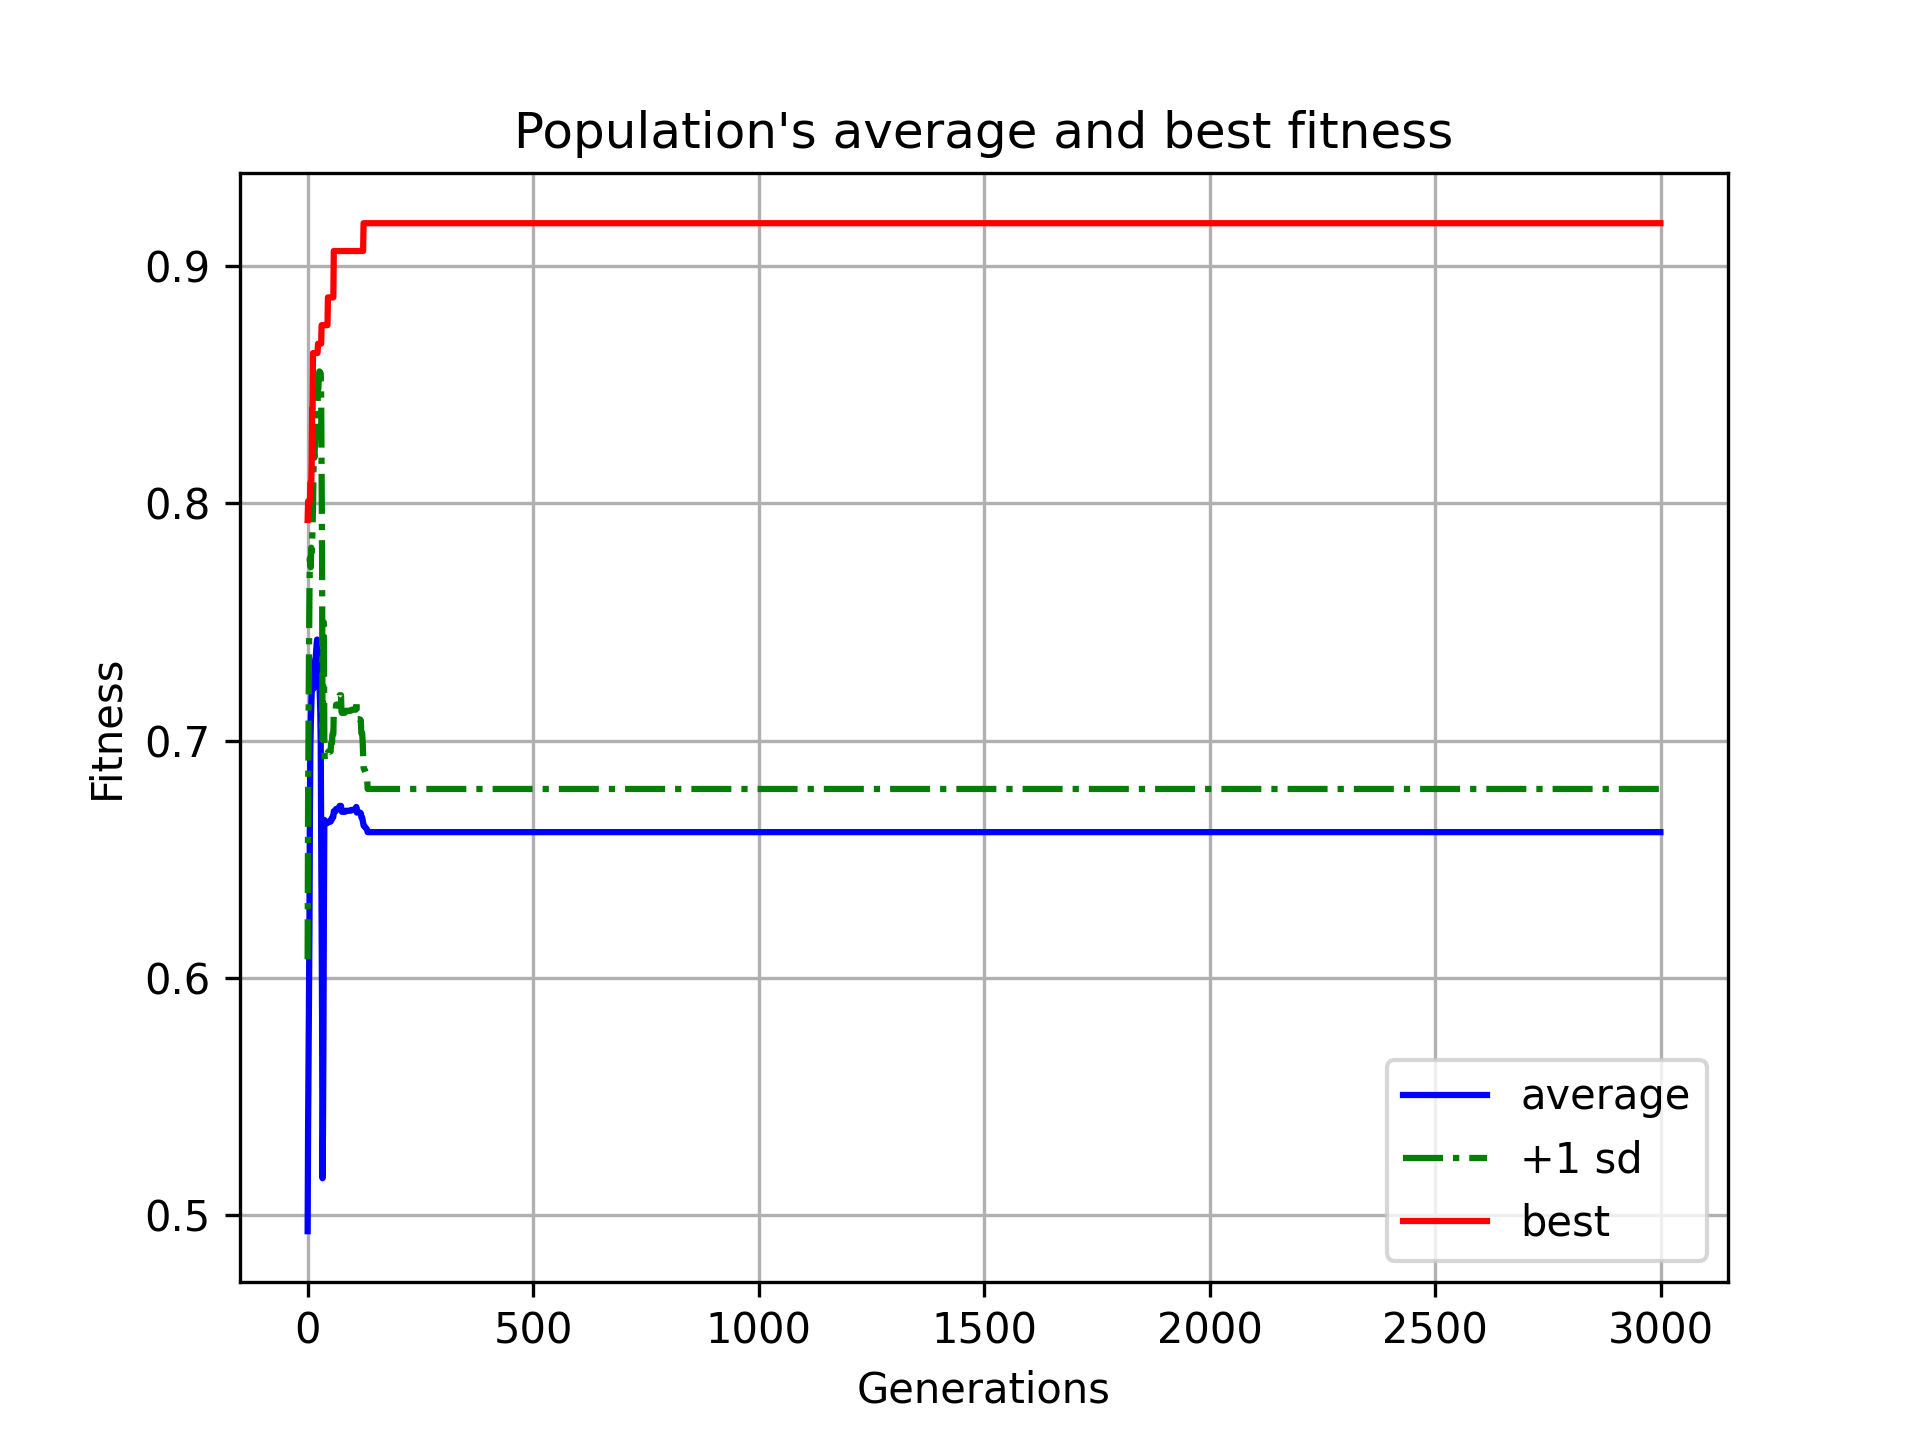 Population's average and best fitness
0.9
0.8
0.7
0.6
0.5
Fitness
0 500 1000 1500 2000 2500 3000
Generations
average
+1 sd
best